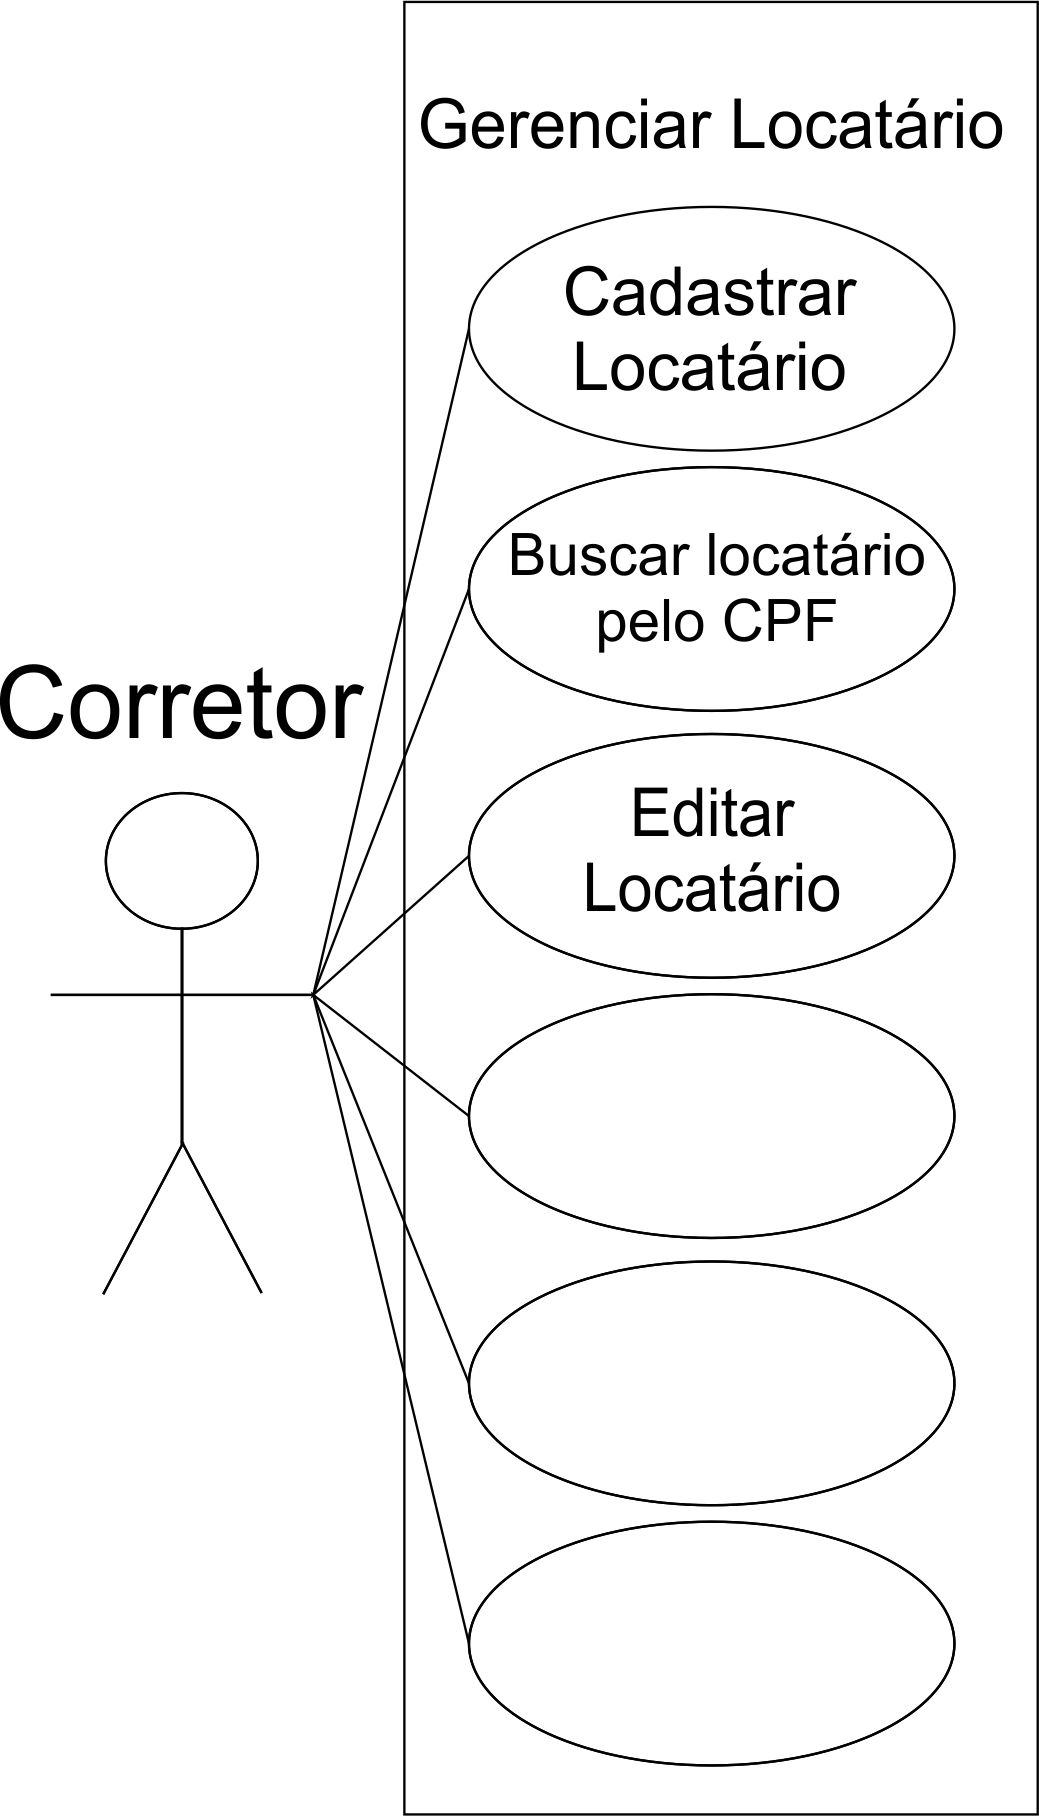 Gerenciar Locatário
Cadastrar
Locatário
Buscar locatário
pelo CPF
Corretor
Editar
Locatário